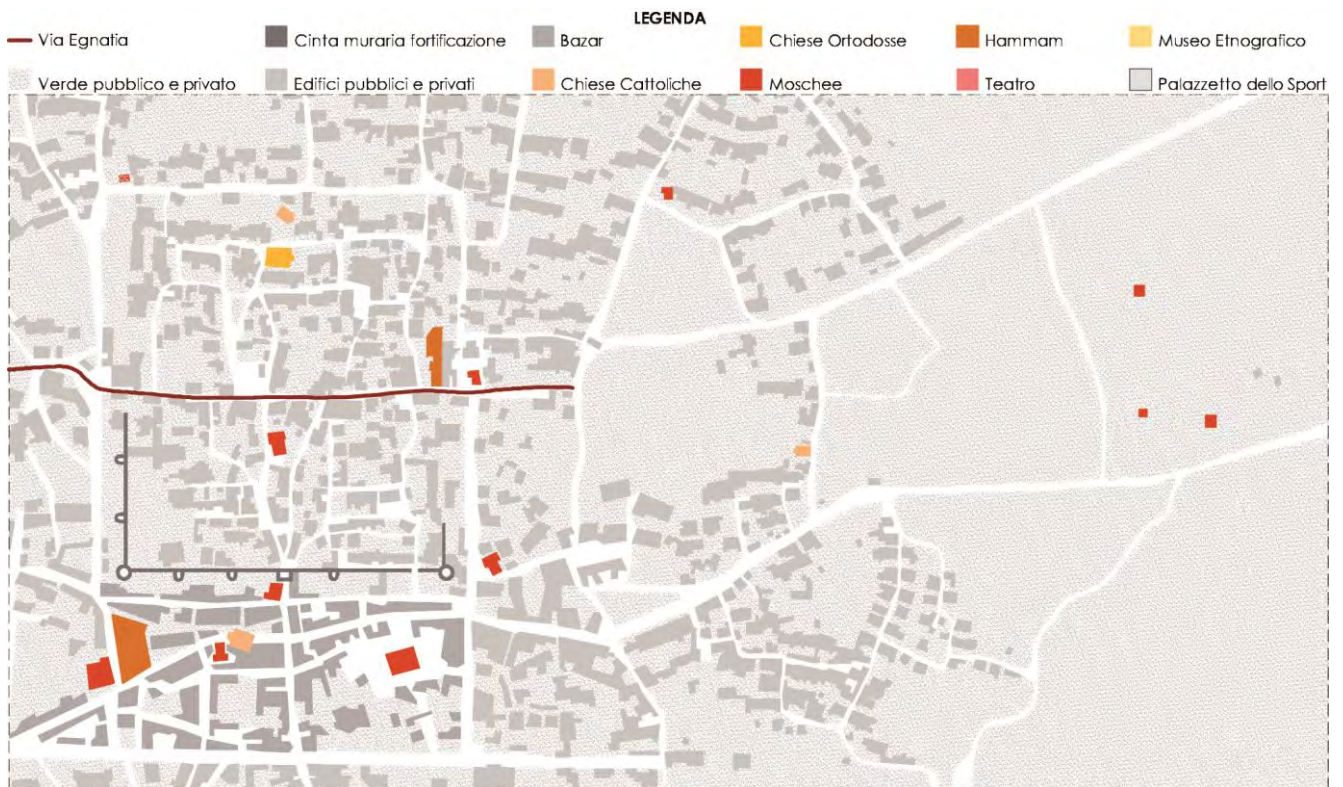 LEGENDA
Via Egnatia
Cinta muraria fortificazione
Bazar
Chiese Ortodosse
Hammam
Museo Etnografico
Verde pubblico e privato
Edifici pubblici e privati
Chiese Cattoliche
Moschee
Teatro
Palazzetto dello Sport